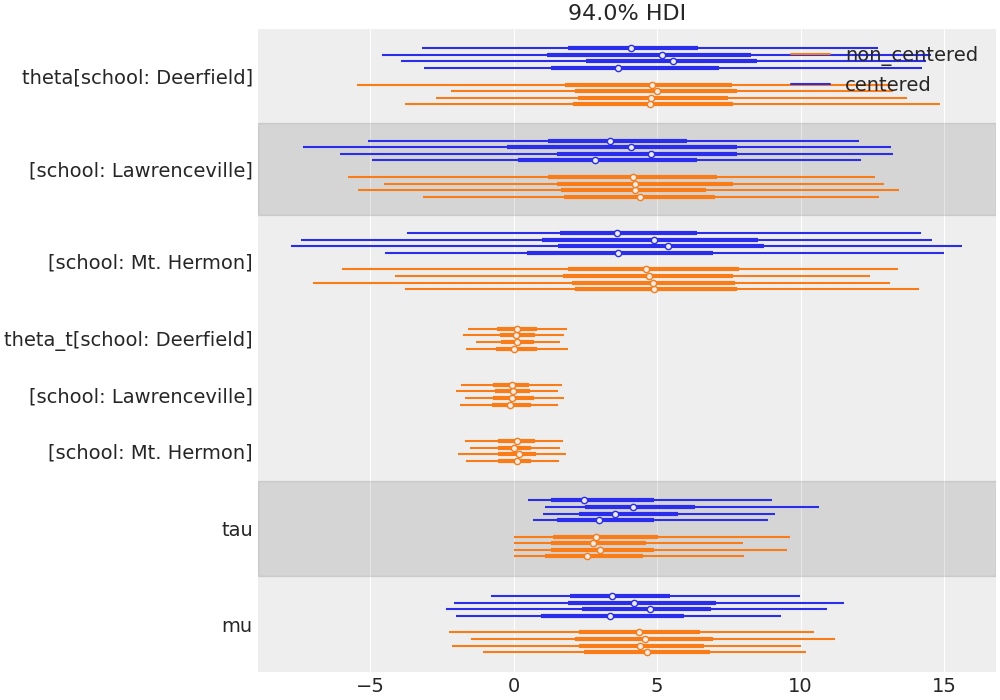 94.0% HDI
theta[school: Deerfield]
non_centered
centered
[school: Lawrenceville]
[school: Mt. Hermon]
theta_t[school: Deerfield]
[school: Lawrenceville]
[school: Mt. Hermon]
tau
mu
−5 0 5 10 15